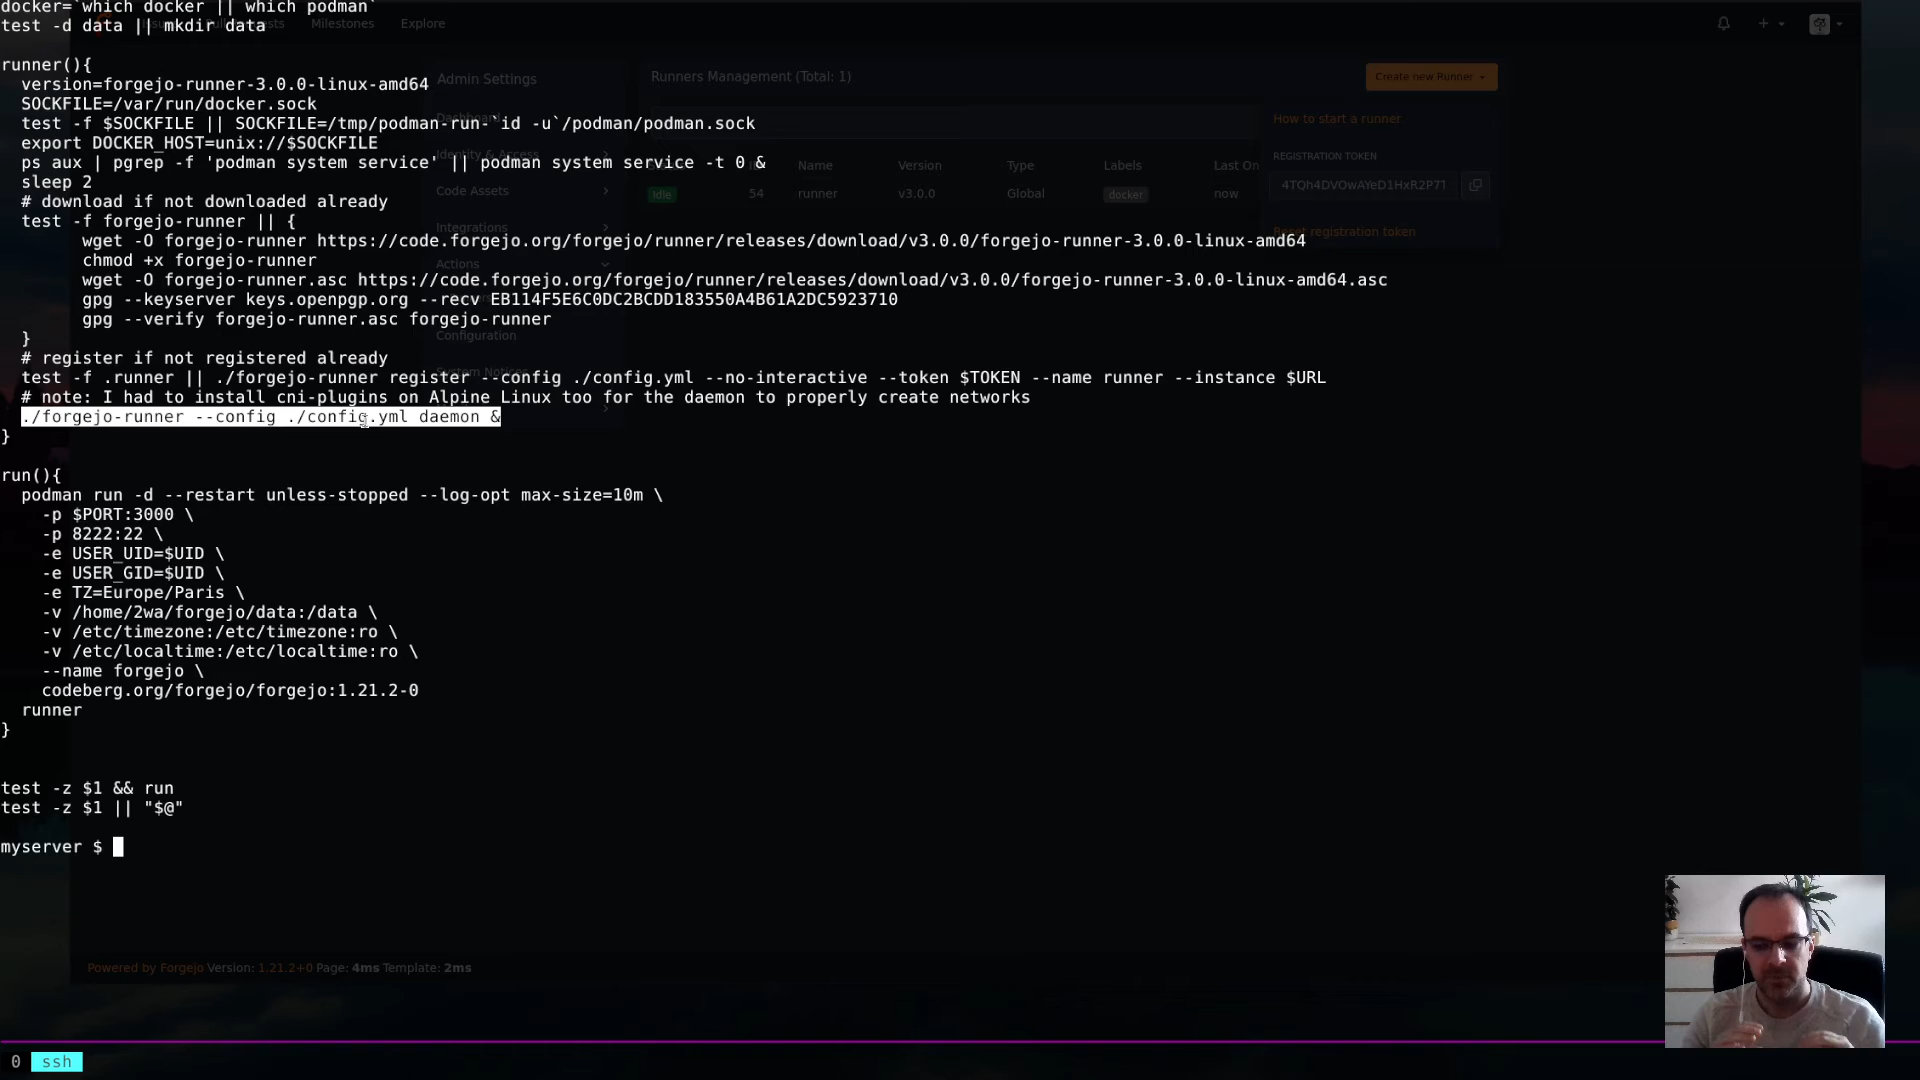 docker=`which docker || which podman`
test -d data || mkdir data
Milestones
Explore
runner(){
version=forgejo-runner-3.0.0-linux-amd64
SOCKFILE=/var/run/docker.sock
test -f $SOCKFILE || SOCKFILE=/tmp/podman-run-`id -u`/podman/podman.sock
export DOCKER_HOST=unix://$SOCKFILE
ps aux | pgrep -f 'podman system service' || podman system service -t 0 &
sleep 2
# download if not downloaded already
test -f forgejo-runner || {
wget -O forgejo-runner https://code.forgejo.org/forgejo/runner/releases/download/v3.0.0/forgejo-runner-3.0.0-linux-amd64
chmod +x forgejo-runner
wget -O forgejo-runner.asc https://code.forgejo.org/forgejo/runner/releases/download/v3.0.0/forgejo-runner-3.0.0-linux-amd64.asc
gpg --keyserver keys.openpgp.org --recv EB114F5E6C0DC2BCDD183550A4B61A2DC5923710
gpg --verify forgejo-runner.asc forgejo-runner
}
# register if not registered already
test -f .runner || ./forgejo-runner register --config ./config.yml --no-interactive --token $TOKEN --name runner --instance $URL
# note: I had to install cni-plugins on Alpine Linux too for the daemon to properly create networks
./forgejo-runner --config ./config.yml daemon &
}
run(){
podman run -d --restart unless-stopped --log-opt max-size=10m \
-p $PORT:3000 \
-p 8222:22 \
-e USER_UID=$UID \
-e USER_GID=$UID \
-e TZ=Europe/Paris \
-v /home/2wa/forgejo/data:/data \
-v /etc/timezone:/etc/timezone:ro \
-v /etc/localtime:/etc/localtime:ro \
--name forgejo \
codeberg.org/forgejo/forgejo:1.21.2-0
runner
}
test -z $1 && run
test -z $1 || "$@"
myserver $
Admin Settings
Identity & Access
Code Assets
Integrations
Actions
Configuration
System Notices
Runners Management (Total: 1)
Create new Runner
How to start a runner
REGISTRATION TOKEN
4TQh4DVOwAYeD1HxR2P71
Reset registration token
ID Name Version Type Labels Last On
Idle 54 runner v3.0.0 Global docker now
Powered by Forgejo Version: 1.21.2+0 Page: 4ms Template: 2ms
0 ssh